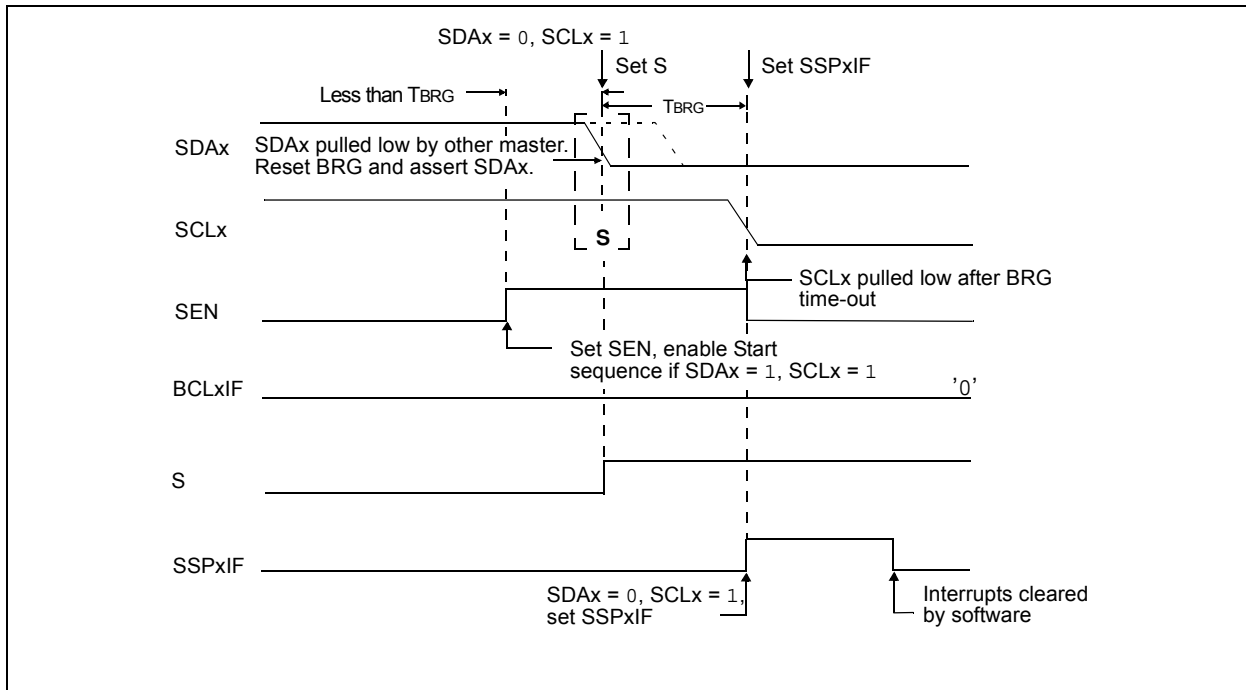 SDAx = 0, SCLx = 1
Set S
Set SSPxIF
Less than TBRG
TBRG
SDAx
SDAx pulled low by other master.
Reset BRG and assert SDAx.
SCLx
S
SCLx pulled low after BRG
time-out
SEN
Set SEN, enable Start
sequence if SDAx = 1, SCLx = 1
BCLxIF
'0'
S
SSPxIF
SDAx = 0, SCLx = 1,
set SSPxIF
Interrupts cleared
by software